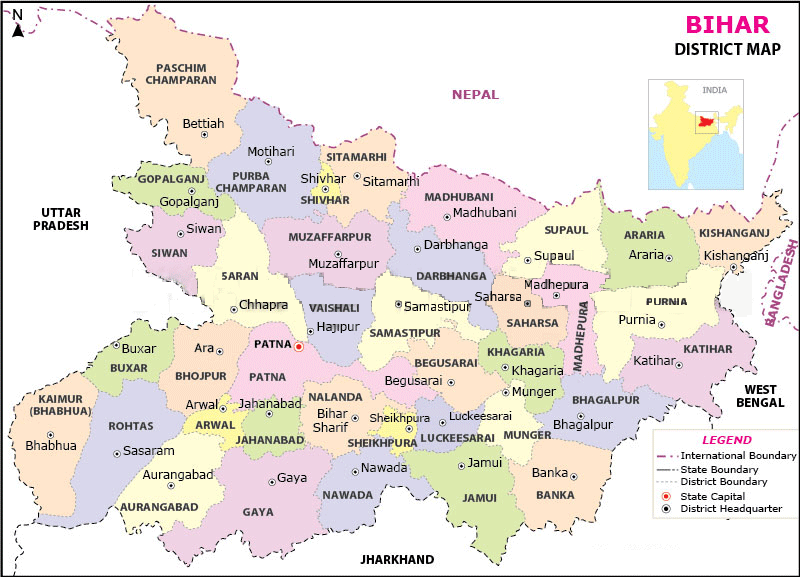 N
BIHAR
DISTRICT MAP
INDIA
NEPAL
UTTAR
PRADESH
BANGLADESH
WEST
BENGAL
JHARKHAND
PASCHIM
CHAMPARAN
Bettiah
Motihari
PURBA
CHAMPARAN
SITAMARHI
Sitamarhi
Shivhar
SHIVHAR
GOPALGANJ
Gopalganj
Siwan
SIWAN
MUZAFFARPUR
Muzaffarpur
MADHUBANI
Madhubani
Darbhanga
DARBHANGA
SUPAUL
Supaul
ARARIA
Araria
KISHANGANJ
Kishanganj
SARAN
Chhapra
VAISHALI
Hajipur
Samastipur
SAMASTIPUR
Saharsa
SAHARSA
Madhepura
MADHEPURA
PURNIA
Purnia
KATIHAR
Katihar
Buxar
BUXAR
Ara
BHOJPUR
PATNA
PATNA
BEGUSARAI
Begusarai
KHAGARIA
Khagaria
Munger
MUNGER
BHAGALPUR
Bhagalpur
KAIMUR
(BHABHUA)
Bhabhua
ROHTAS
Sasaram
Arwal
ARWAL
Jahanabad
JAHANABAD
NALANDA
Bihar
Sharif
Sheikhpura
SHEIKHPURA
Luckeesarai
LUCKEESARAI
Aurangabad
AURANGABAD
Gaya
GAYA
Nawada
NAWADA
Jamui
JAMUI
Banka
BANKA
LEGEND
International Boundary
State Boundary
District Boundary
State Capital
District Headquarter